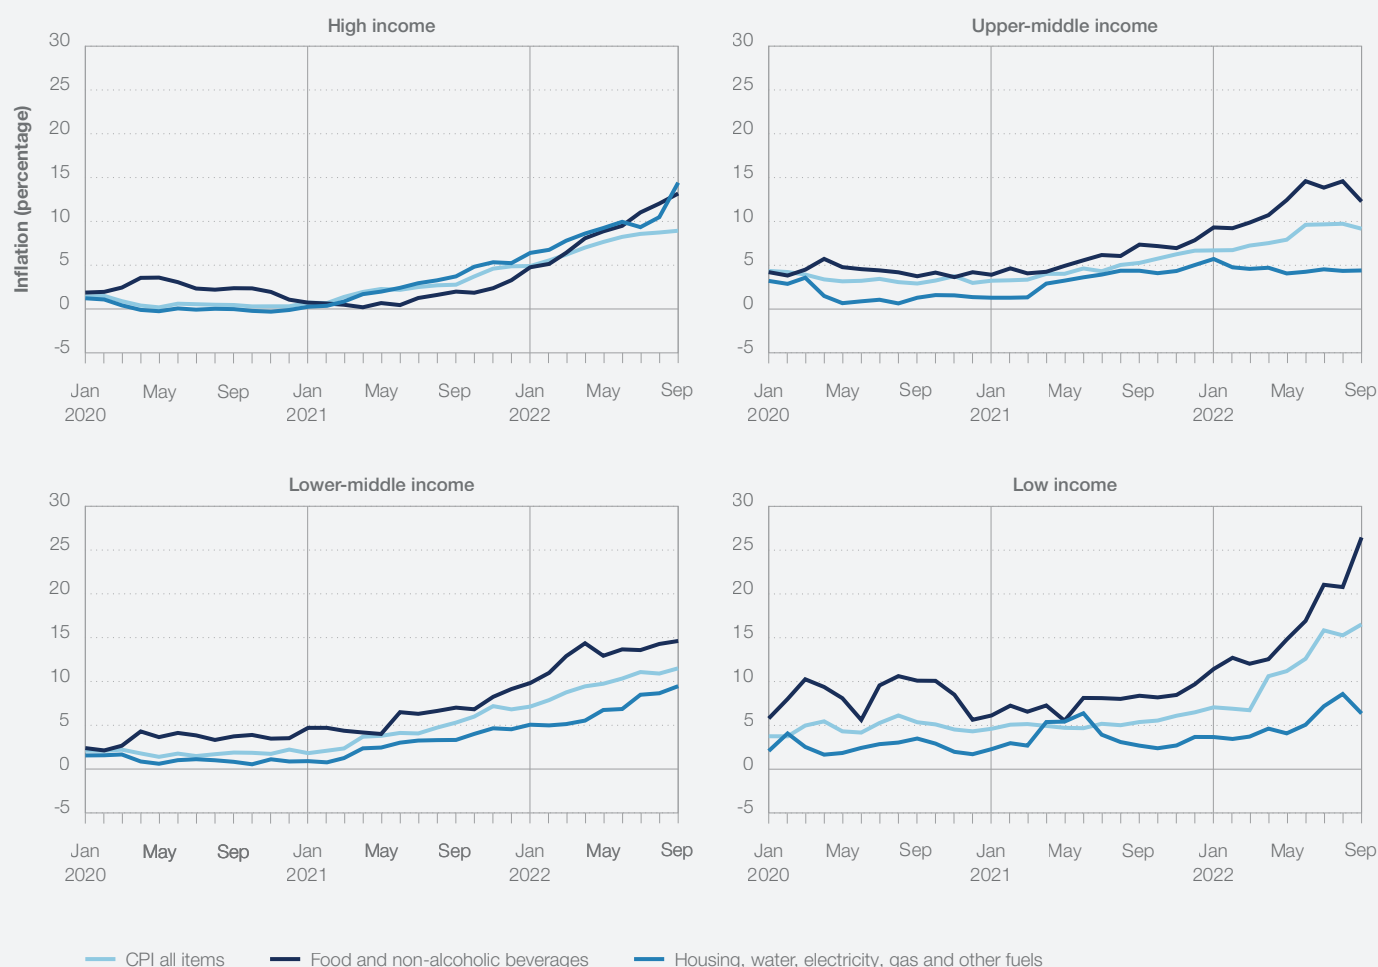 High income
Inflation (percentage)
30
25
20
15
10
5
0
-5
Jan May Sep Jan May Sep Jan May Sep
2020 2021 2022
Upper-middle income
30
25
20
15
10
5
0
-5
Jan May Sep Jan May Sep Jan May Sep
2020 2021 2022
Lower-middle income
30
25
20
15
10
5
0
-5
Jan May Sep Jan May Sep Jan May Sep
2020 2021 2022
Low income
30
25
20
15
10
5
0
-5
Jan May Sep Jan May Sep Jan May Sep
2020 2021 2022
CPI all items Food and non-alcoholic beverages Housing, water, electricity, gas and other fuels